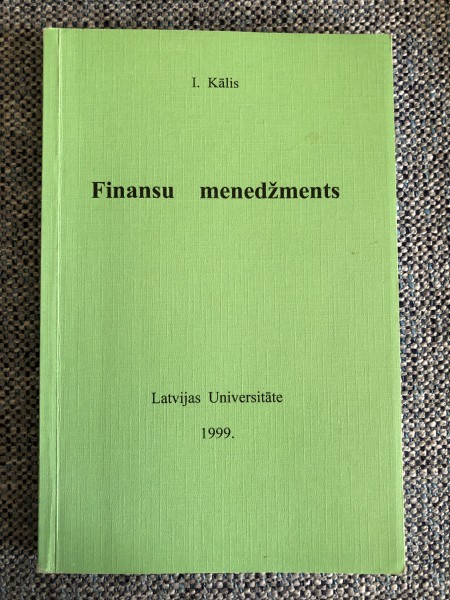 I. Kālis
Finansu menedžments
Latvijas Universitāte
1999.